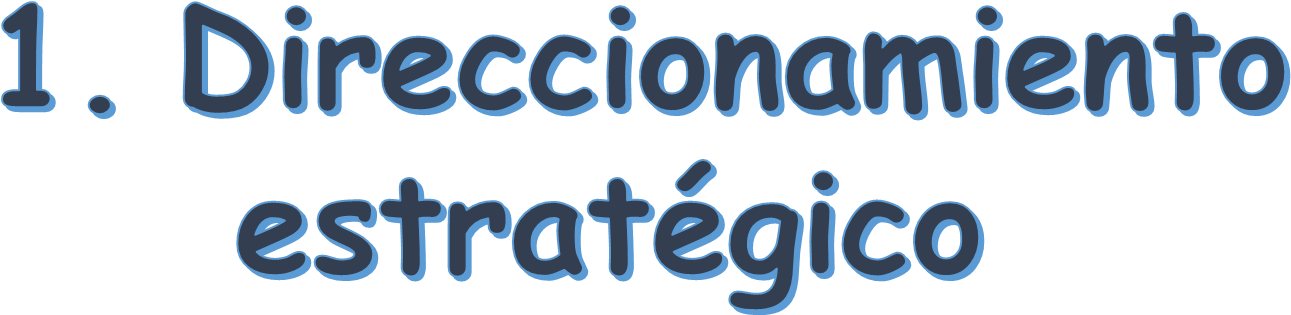 1. Direccionamiento
estratégico